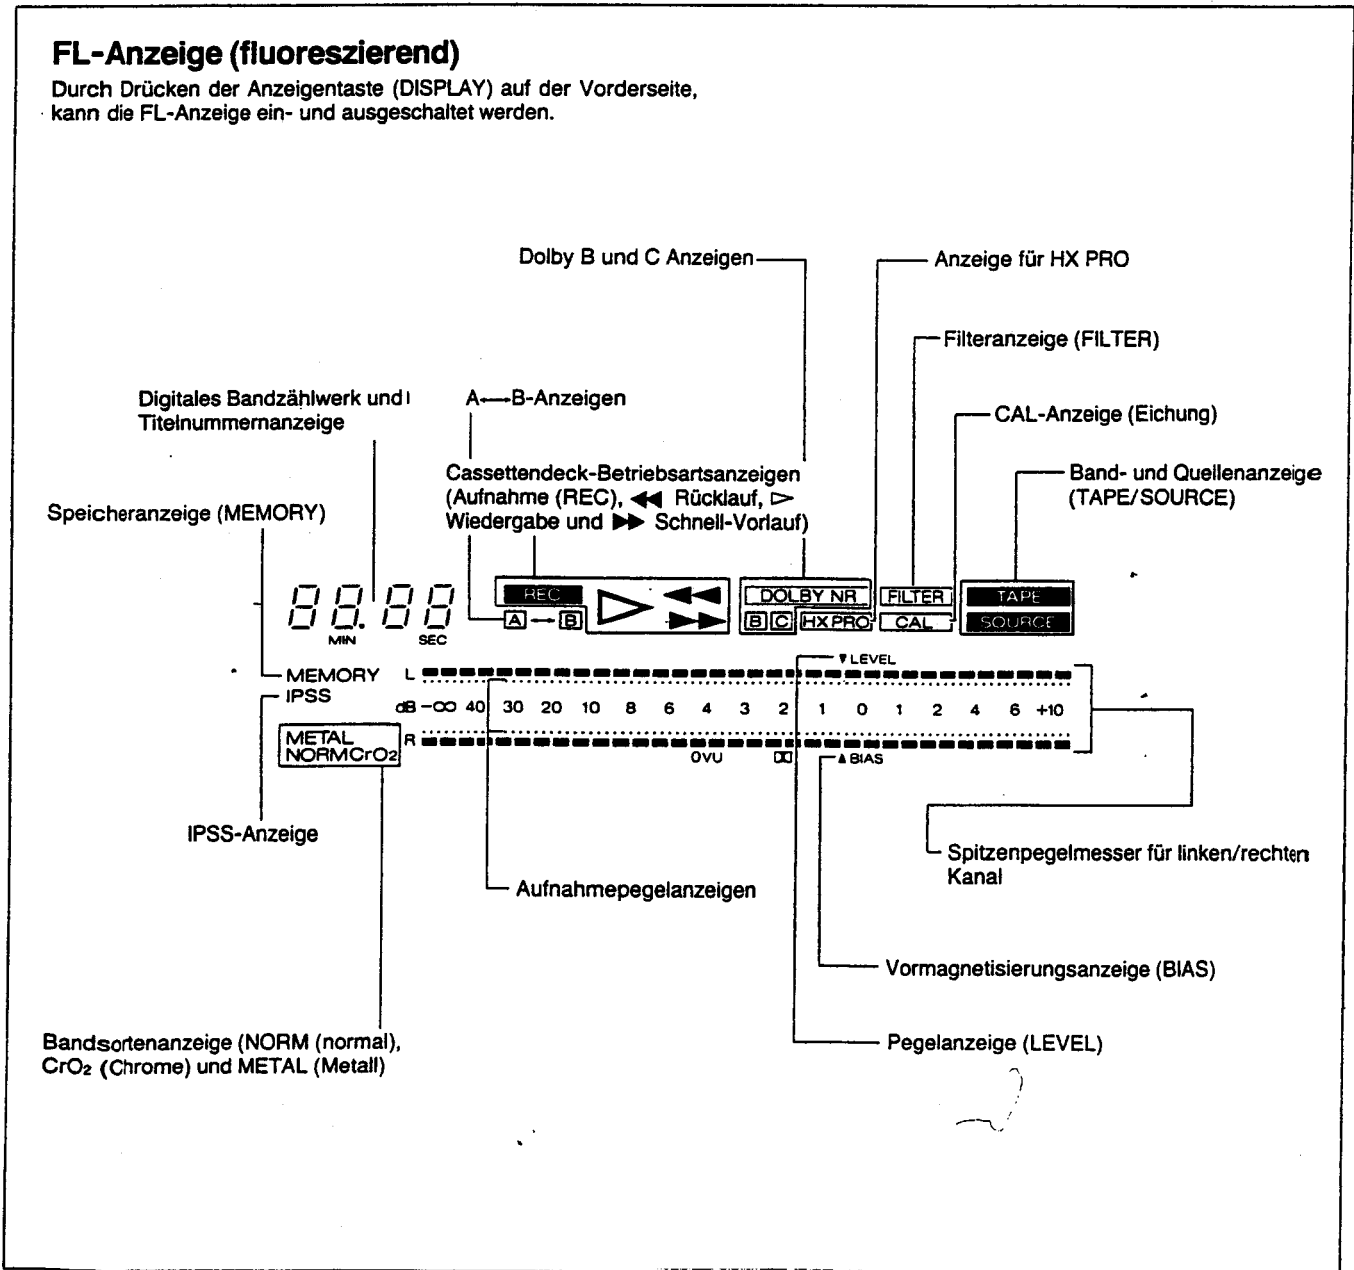 FL-Anzeige (fluoreszierend)
Durch Drücken der Anzeigentaste (DISPLAY) auf der Vorderseite,
kann die FL-Anzeige ein- und ausgeschaltet werden.
Dolby B und C Anzeigen
Anzeige für HX PRO
Filteranzeige (FILTER)
Digitales Bandzählwerk und
Titelnummernanzeige
A↔B-Anzeigen
CAL-Anzeige (Eichung)
Cassettendeck-Betriebsartsanzeigen
(Aufnahme (REC), ◀◀ Rücklauf, ▷
Wiedergabe und ▶▶ Schnell-Vorlauf)
Band- und Quellenanzeige
(TAPE/SOURCE)
Speicheranzeige (MEMORY)
88.88
MIN SEC
REC
A ↔ B
DOLBY NR
B C HX PRO
FILTER
CAL
TAPE
SOURCE
▼ LEVEL
MEMORY L
IPSS
dB -∞ 40 30 20 10 8 6 4 3 2 1 0 1 2 4 6 +10
METAL R
NORM CrO2
0VU
▲ BIAS
IPSS-Anzeige
Spitzenpegelmesser für linken/rechten
Kanal
Aufnahmepegelanzeigen
Vormagnetisierungsanzeige (BIAS)
Bandsortenanzeige (NORM (normal),
CrO2 (Chrome) und METAL (Metall)
Pegelanzeige (LEVEL)